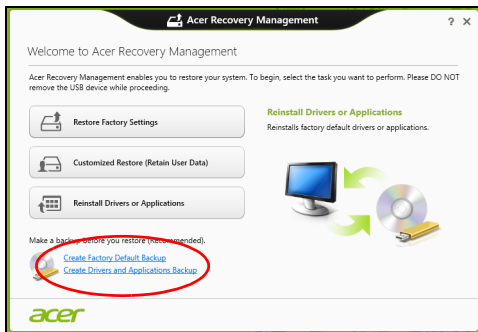 Acer Recovery Management
? X
Welcome to Acer Recovery Management
Acer Recovery Management enables you to restore your system. To begin, select the task you want to perform. Please DO NOT
remove the USB device while proceeding.
Restore Factory Settings
Customized Restore (Retain User Data)
Reinstall Drivers or Applications
Reinstall Drivers or Applications
Reinstalls factory default drivers or applications.
Make a backup before you restore (Recommended).
Create Factory Default Backup
Create Drivers and Applications Backup
acer